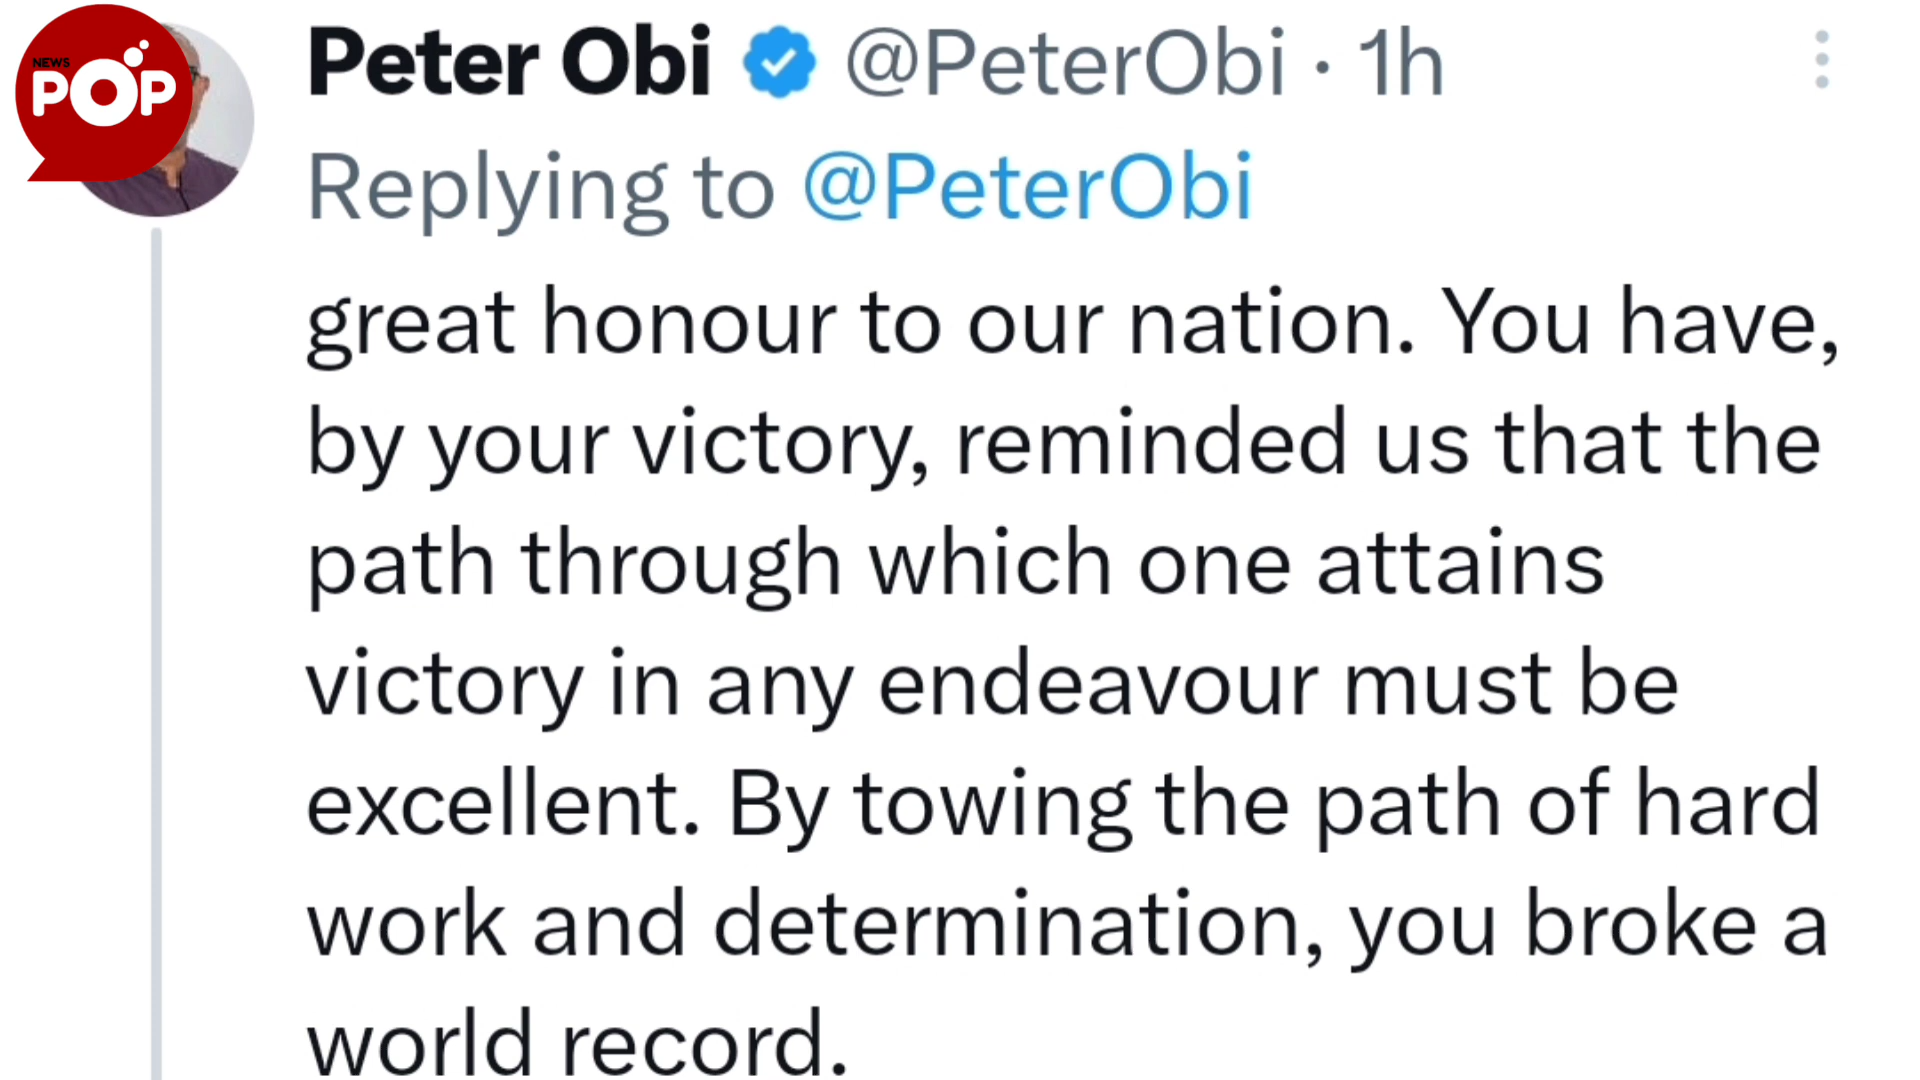 NEWS
POP
Peter Obi @PeterObi · 1h
Replying to @PeterObi
great honour to our nation. You have,
by your victory, reminded us that the
path through which one attains
victory in any endeavour must be
excellent. By towing the path of hard
work and determination, you broke a
world record.